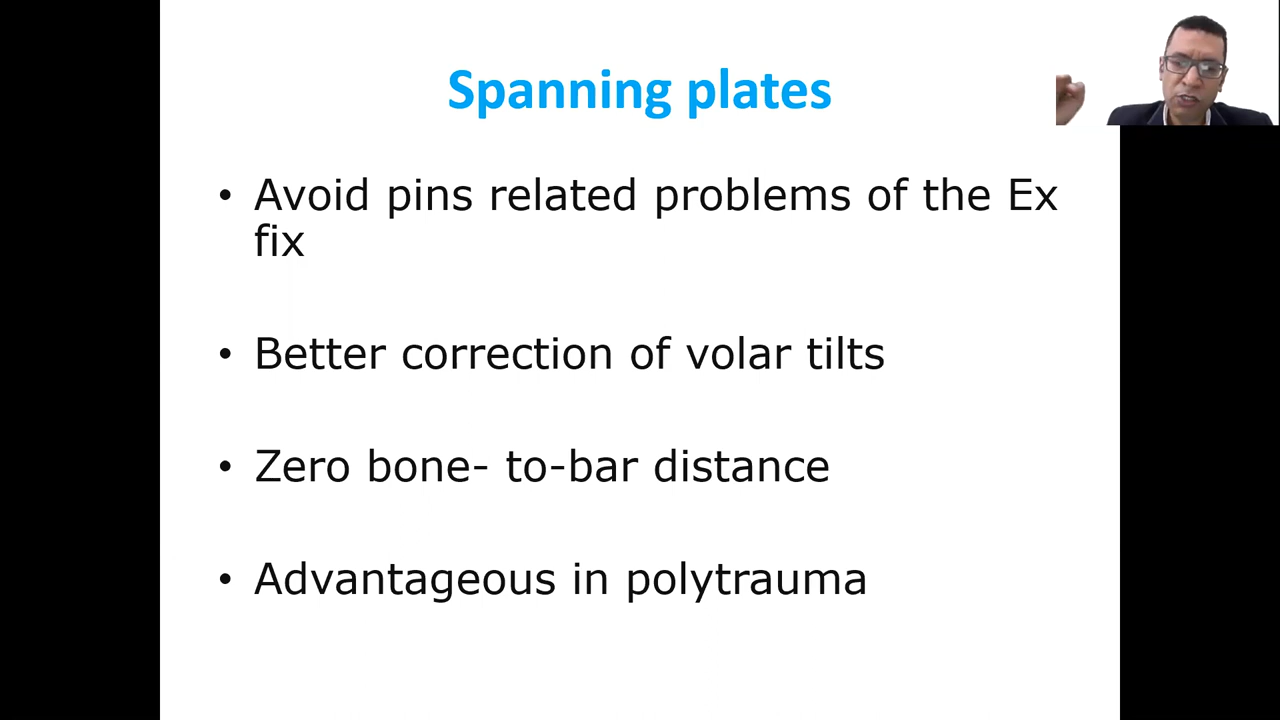 Spanning plates
• Avoid pins related problems of the Ex
fix
• Better correction of volar tilts
• Zero bone- to-bar distance
• Advantageous in polytrauma